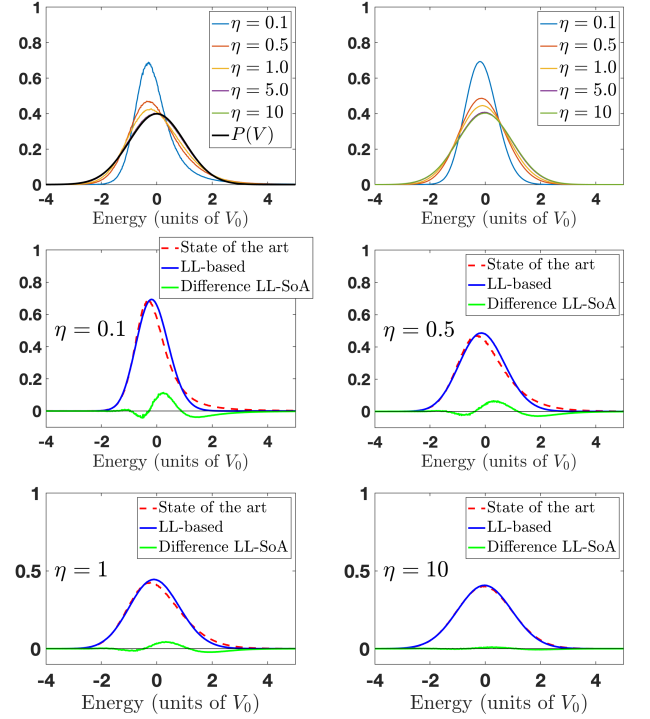 1
0.8
0.6
0.4
0.2
0
-4 -2 0 2 4
Energy (units of V₀)
η = 0.1
η = 0.5
η = 1.0
η = 5.0
η = 10
P(V)
1
0.8
0.6
0.4
0.2
0
-4 -2 0 2 4
Energy (units of V₀)
η = 0.1
η = 0.5
η = 1.0
η = 5.0
η = 10
1
0.8
0.6
0.4
0.2
0
-4 -2 0 2 4
Energy (units of V₀)
η = 0.1
State of the art
LL-based
Difference LL-SoA
1
0.8
0.6
0.4
0.2
0
-4 -2 0 2 4
Energy (units of V₀)
η = 0.5
State of the art
LL-based
Difference LL-SoA
1
0.5
0
-4 -2 0 2 4
Energy (units of V₀)
η = 1
State of the art
LL-based
Difference LL-SoA
1
0.5
0
-4 -2 0 2 4
Energy (units of V₀)
η = 10
State of the art
LL-based
Difference LL-SoA